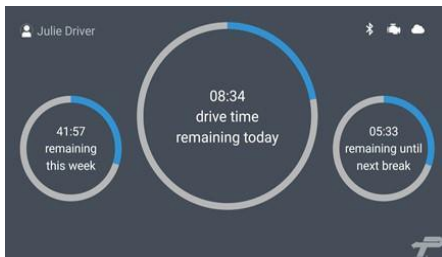 Julie Driver
08:34
drive time
remaining today
41:57
remaining
this week
05:33
remaining until
next break